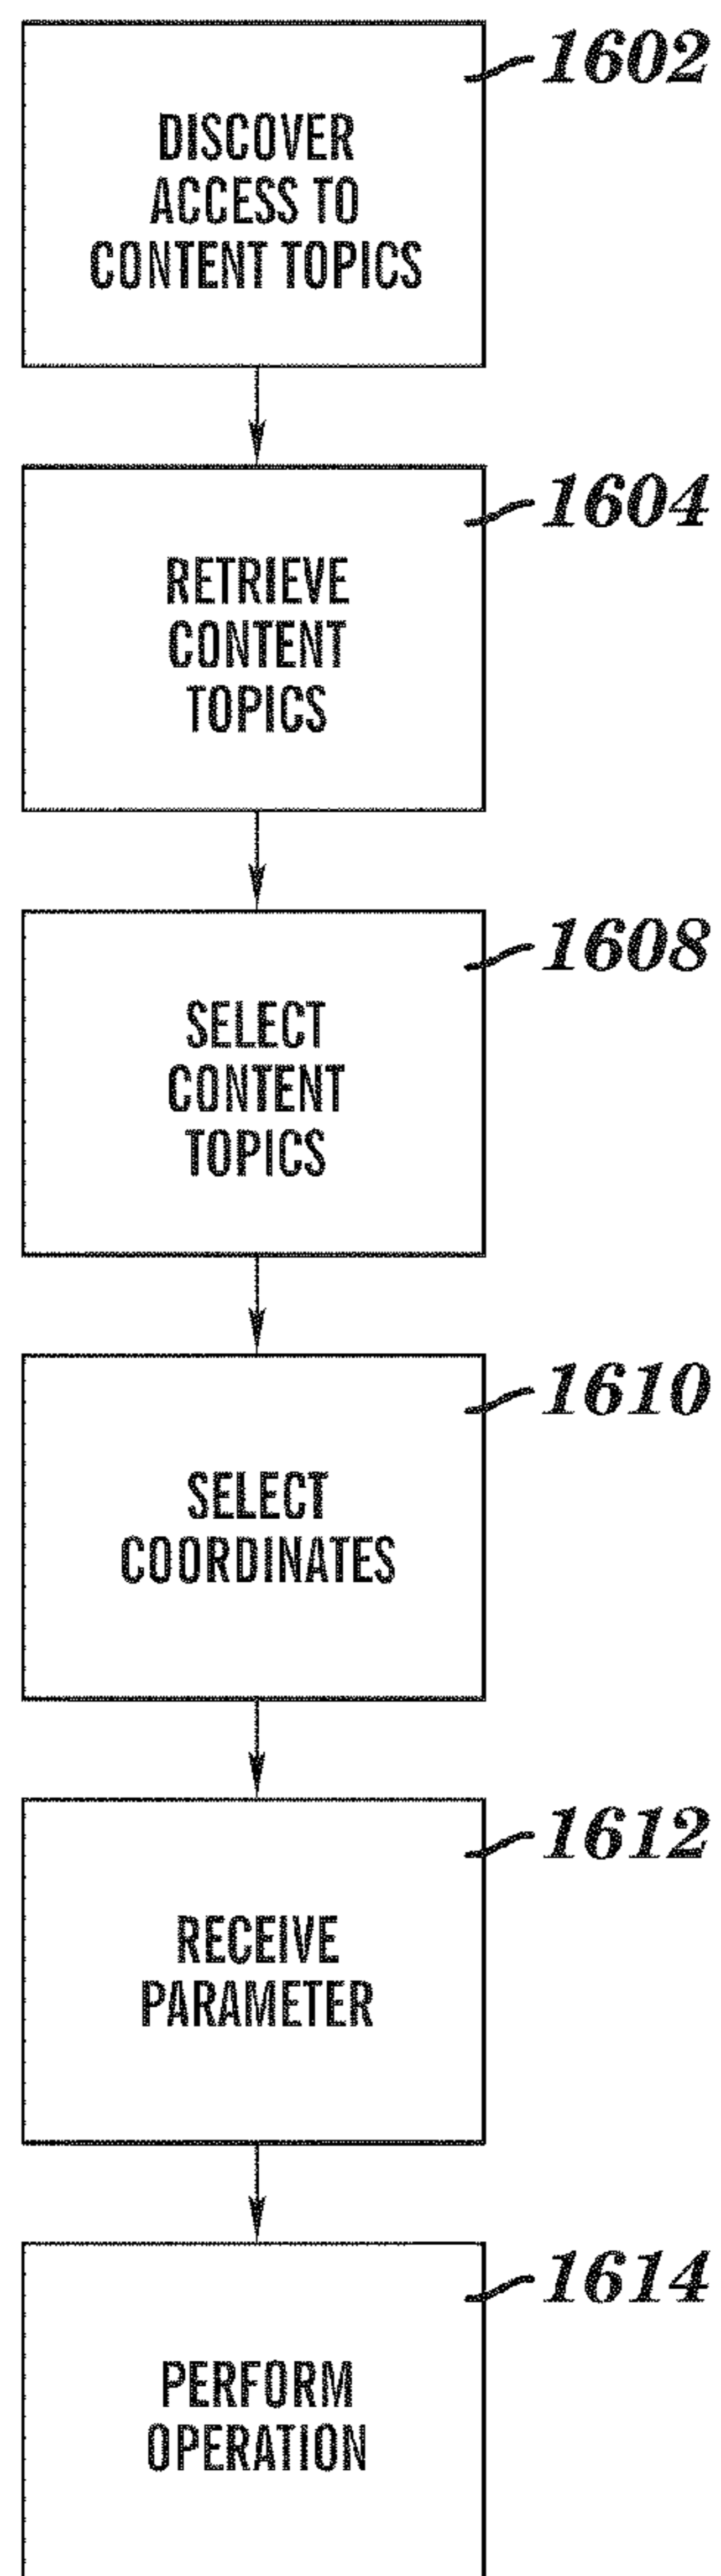 1602
DISCOVER
ACCESS TO
CONTENT TOPICS
1604
RETRIEVE
CONTENT
TOPICS
1608
SELECT
CONTENT
TOPICS
1610
SELECT
COORDINATES
1612
RECEIVE
PARAMETER
1614
PERFORM
OPERATION